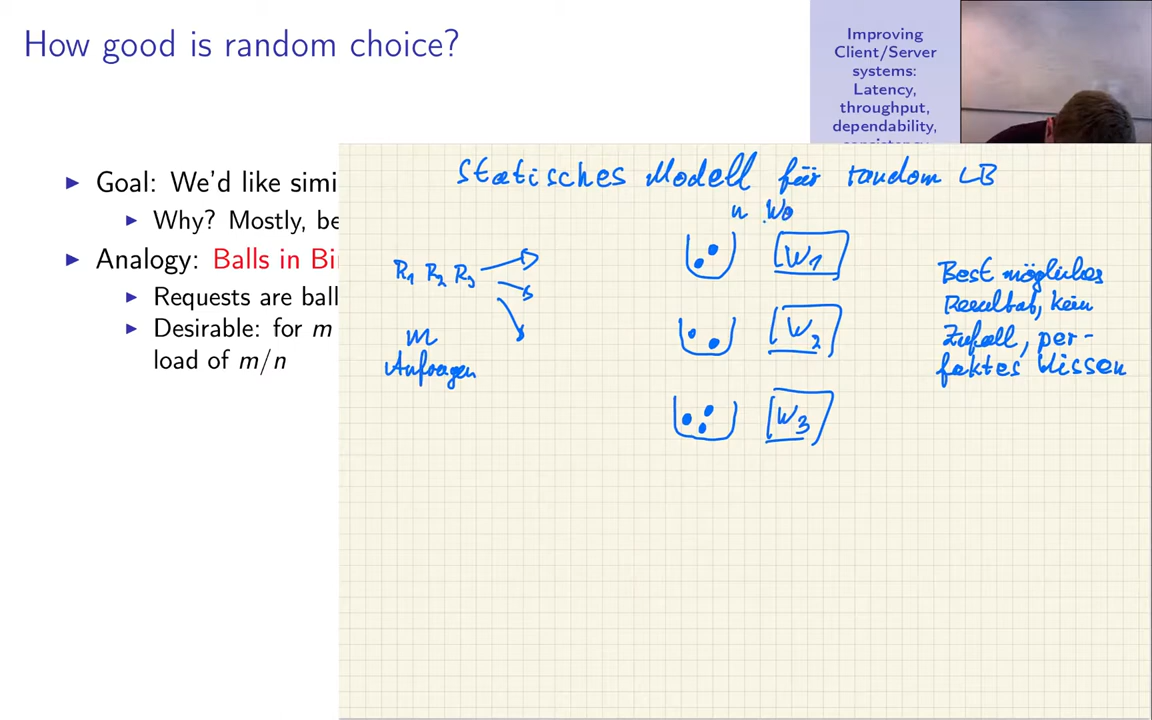 How good is random choice?
Improving
Client/Server
systems:
Latency,
throughput,
dependability,
consistency
Goal: We'd like simi
Why? Mostly, be
Analogy: Balls in Bi
Requests are ball
Desirable: for m
load of m/n
Statisches Modell für random LB
n Wo
R1 R2 R3
m
Anfragen
W1
W2
W3
Best mögliches
Resultat, kein
Zufall, per-
fektes Wissen